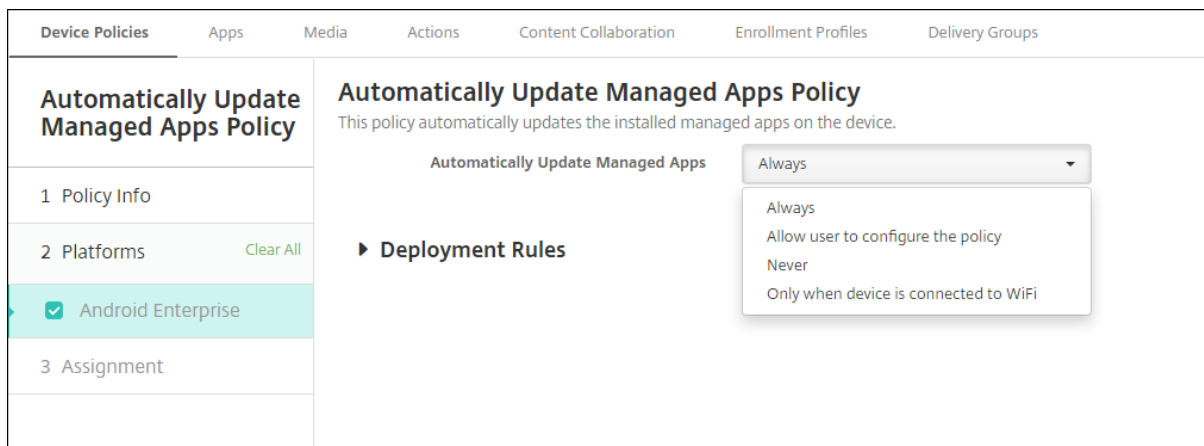 Device Policies Apps Media Actions Content Collaboration Enrollment Profiles Delivery Groups
Automatically Update
Managed Apps Policy
1 Policy Info
2 Platforms Clear All
Android Enterprise
3 Assignment
Automatically Update Managed Apps Policy
This policy automatically updates the installed managed apps on the device.
Automatically Update Managed Apps Always
Always
Allow user to configure the policy
Never
Only when device is connected to WiFi
Deployment Rules